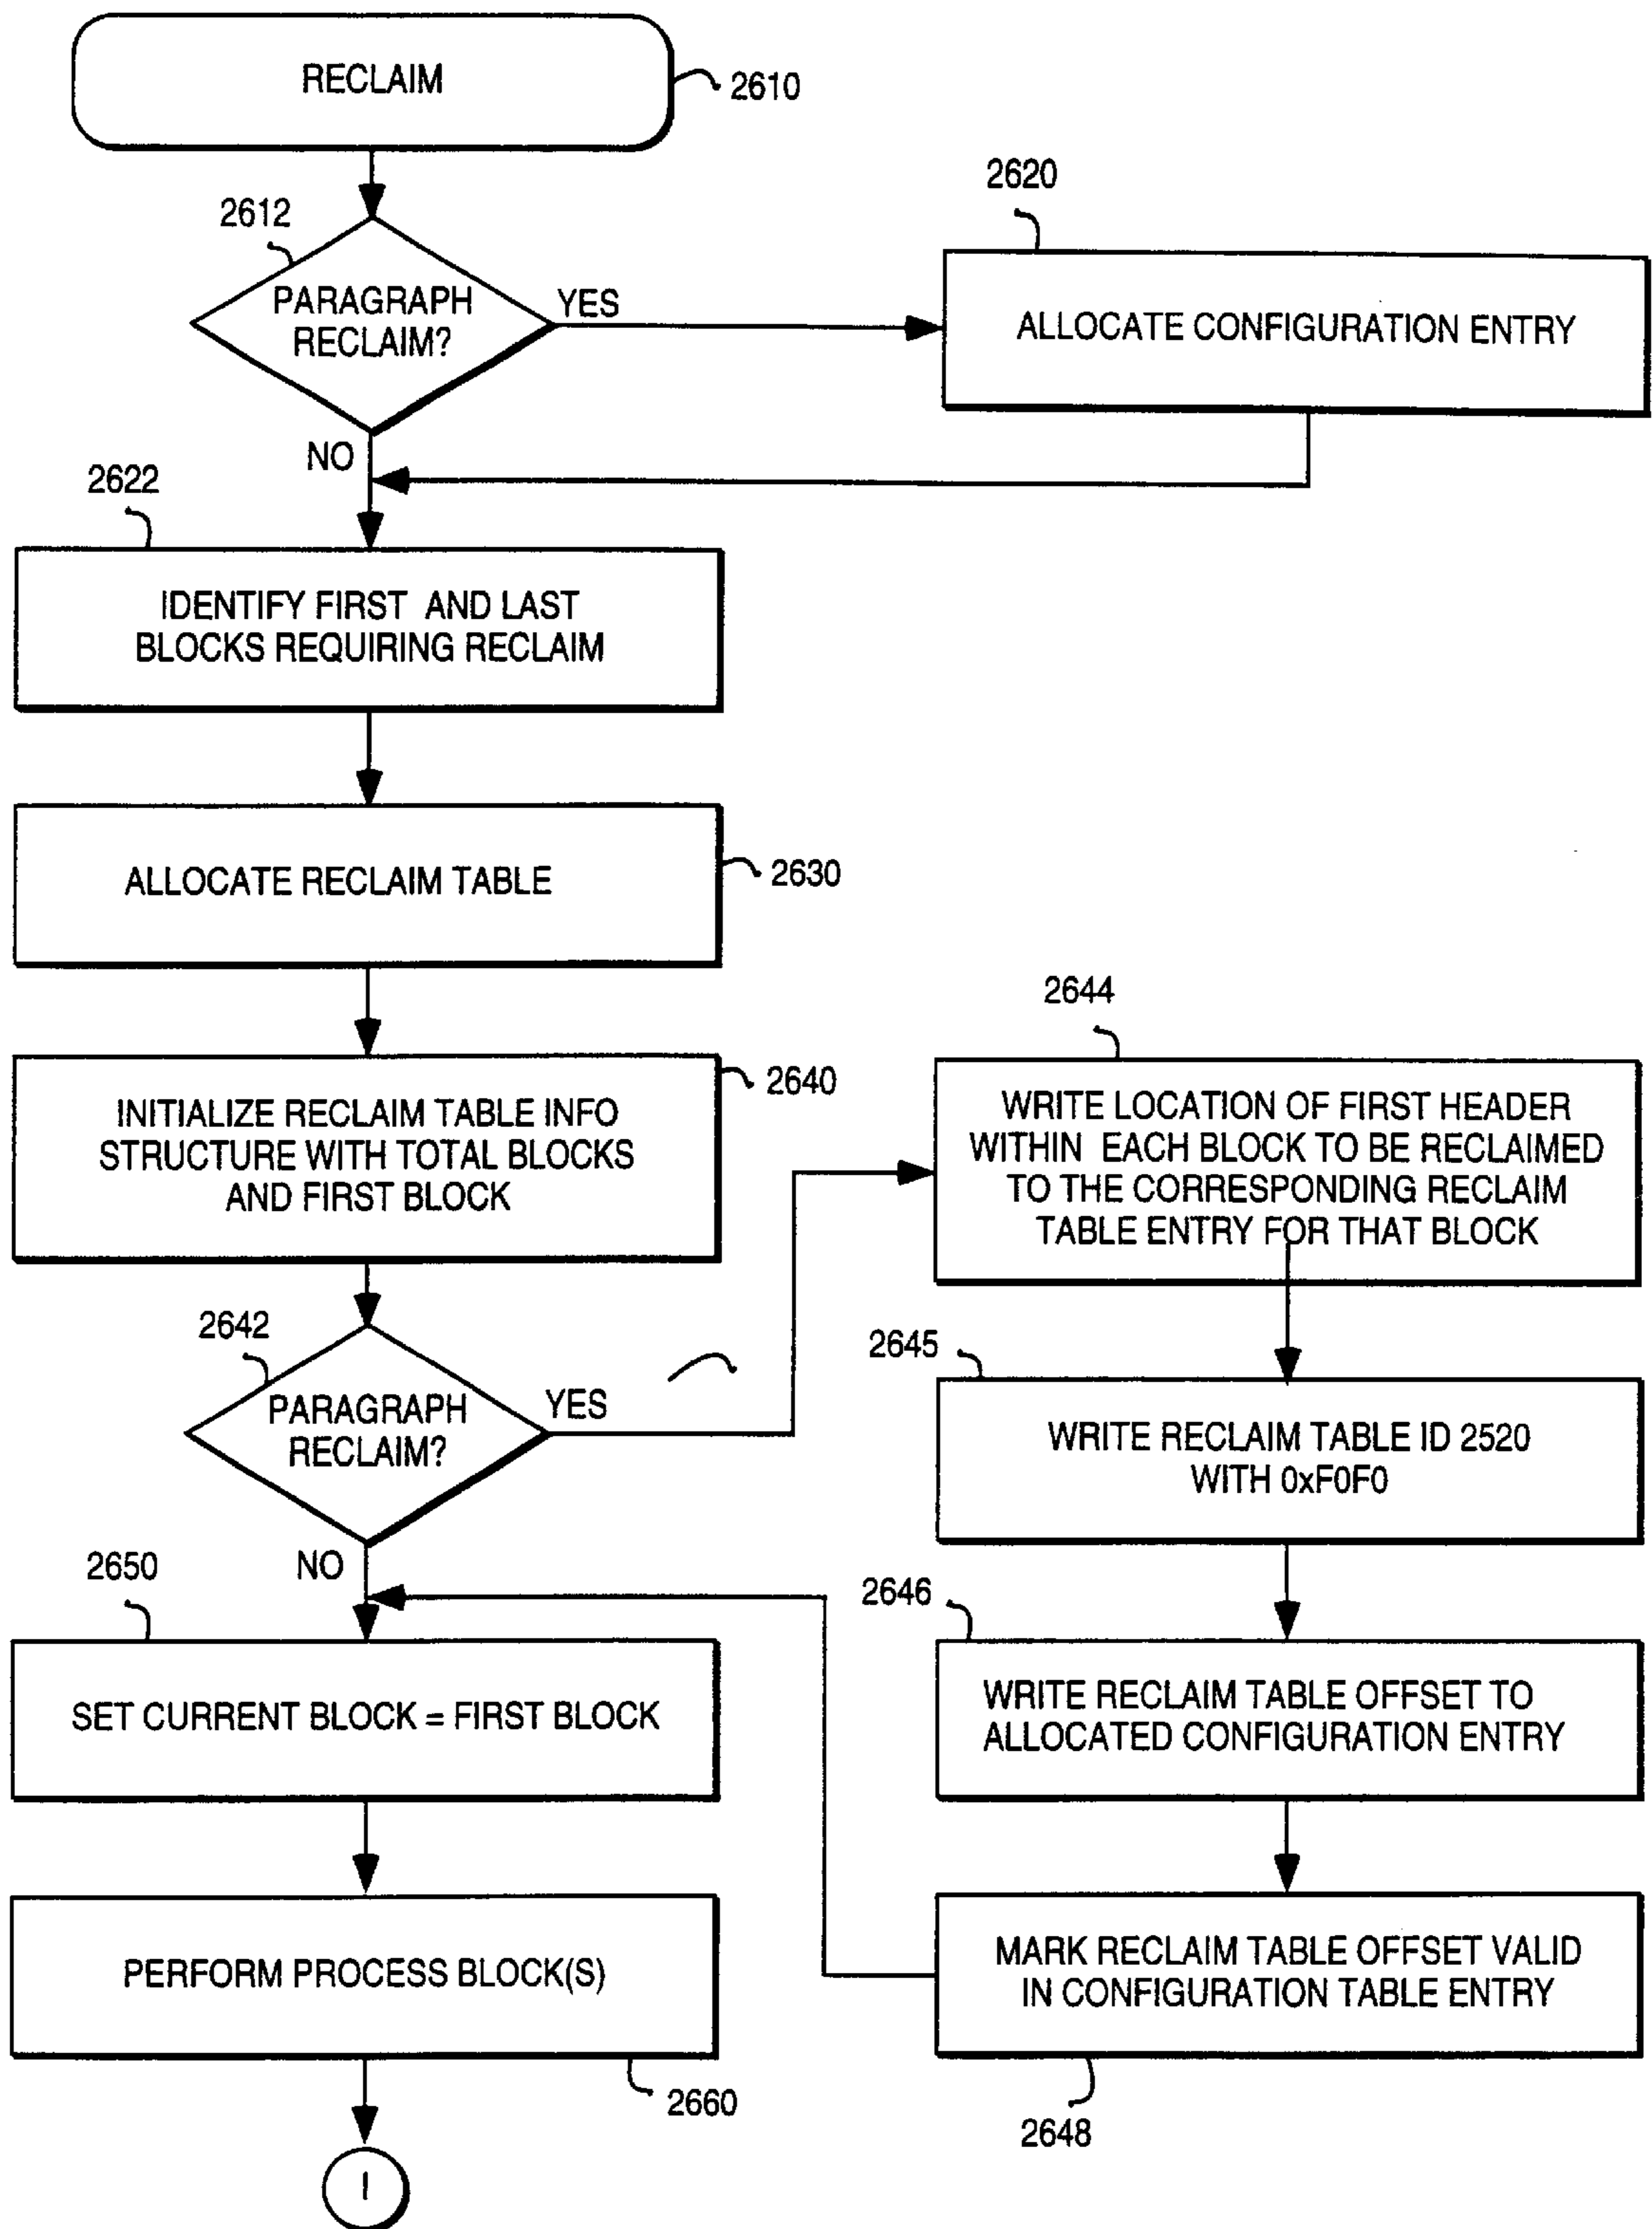 RECLAIM
2610
2612
PARAGRAPH
RECLAIM?
YES
2620
ALLOCATE CONFIGURATION ENTRY
NO
2622
IDENTIFY FIRST AND LAST
BLOCKS REQUIRING RECLAIM
ALLOCATE RECLAIM TABLE
2630
INITIALIZE RECLAIM TABLE INFO
STRUCTURE WITH TOTAL BLOCKS
AND FIRST BLOCK
2640
2642
PARAGRAPH
RECLAIM?
YES
2644
WRITE LOCATION OF FIRST HEADER
WITHIN EACH BLOCK TO BE RECLAIMED
TO THE CORRESPONDING RECLAIM
TABLE ENTRY FOR THAT BLOCK
2645
WRITE RECLAIM TABLE ID 2520
WITH 0xF0F0
2646
WRITE RECLAIM TABLE OFFSET TO
ALLOCATED CONFIGURATION ENTRY
MARK RECLAIM TABLE OFFSET VALID
IN CONFIGURATION TABLE ENTRY
2648
NO
2650
SET CURRENT BLOCK = FIRST BLOCK
PERFORM PROCESS BLOCK(S)
2660
I